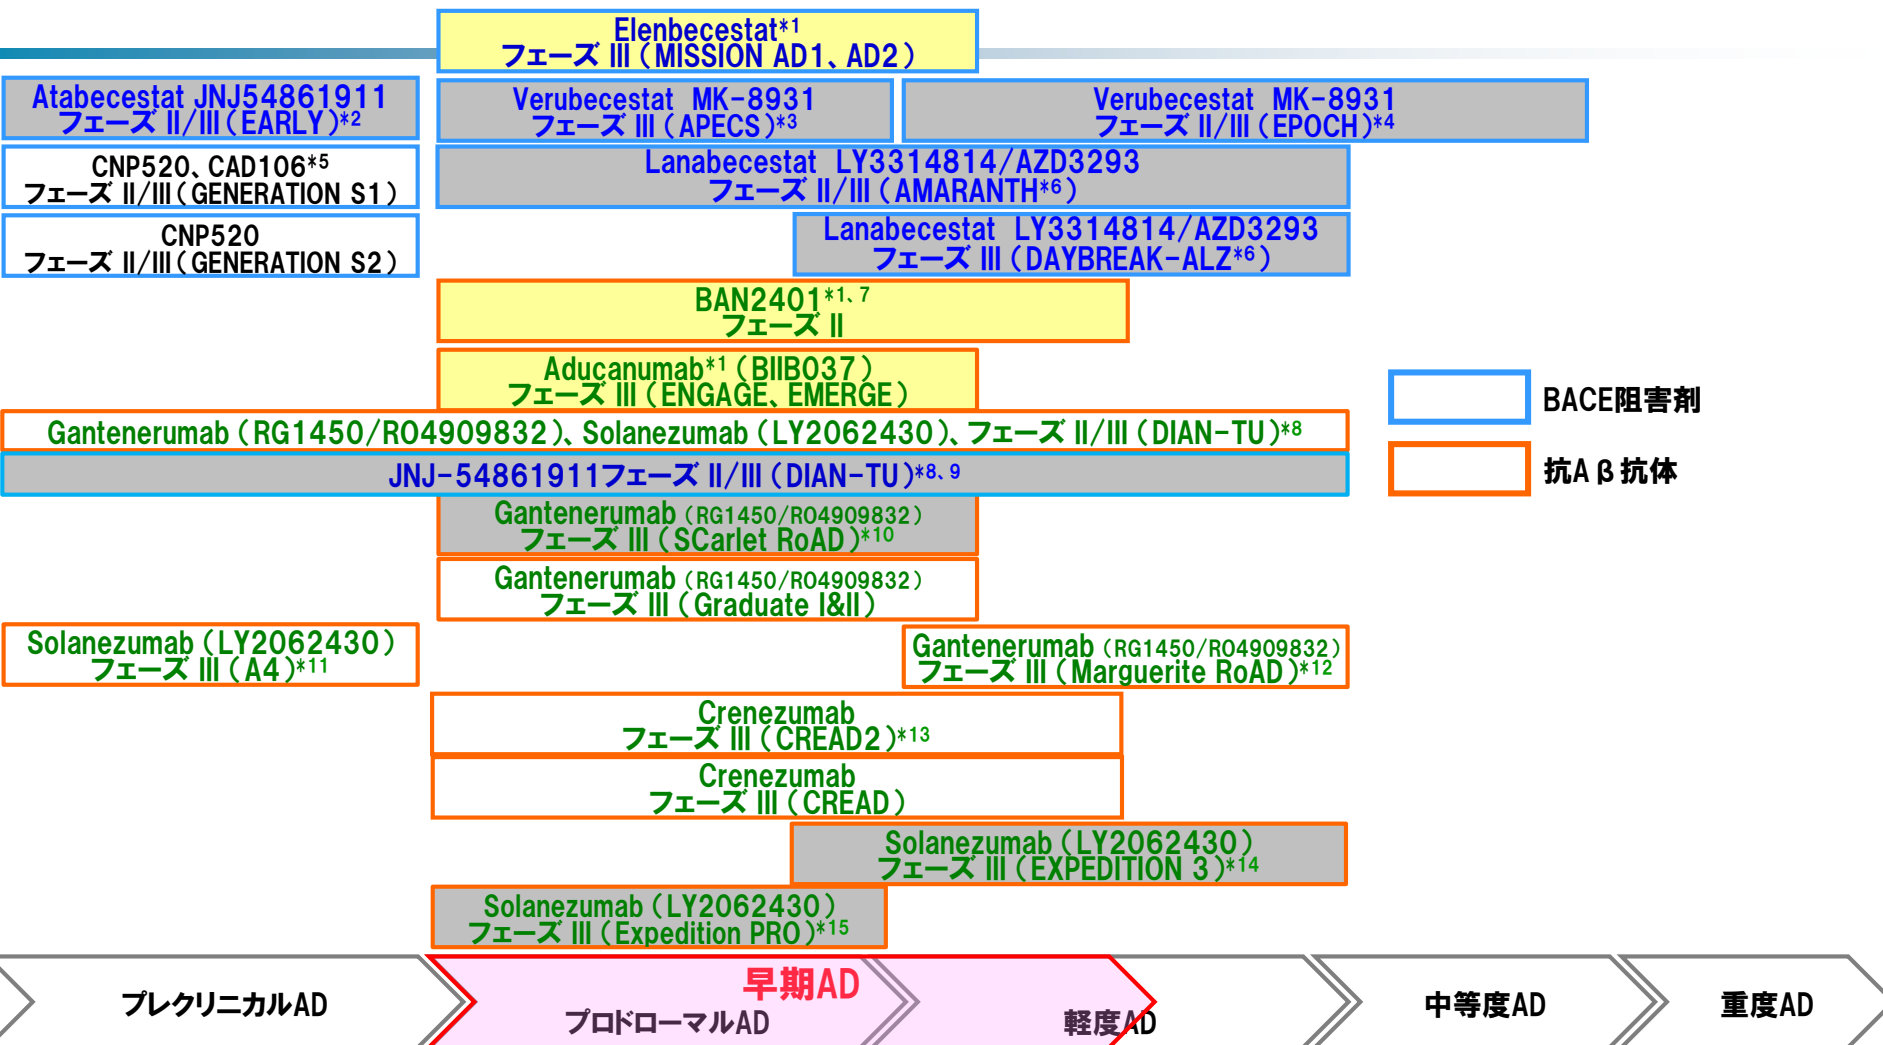 Elenbecestat*1
フェーズ III（MISSION AD1、AD2）
Atabecestat JNJ54861911
フェーズ II/III（EARLY）*2
Verubecestat MK-8931
フェーズ III（APECS）*3
Verubecestat MK-8931
フェーズ II/III（EPOCH）*4
CNP520、CAD106*5
フェーズ II/III（GENERATION S1）
Lanabecestat LY3314814/AZD3293
フェーズ II/III（AMARANTH*6）
CNP520
フェーズ II/III（GENERATION S2）
Lanabecestat LY3314814/AZD3293
フェーズ III（DAYBREAK-ALZ*6）
BAN2401*1、7
フェーズ II
Aducanumab*1（BIIB037）
フェーズ III（ENGAGE、EMERGE）
BACE阻害剤
Gantenerumab（RG1450/RO4909832）、Solanezumab（LY2062430）、フェーズ II/III（DIAN-TU）*8
抗Aβ抗体
JNJ-54861911フェーズ II/III（DIAN-TU）*8、9
Gantenerumab（RG1450/RO4909832）
フェーズ III（SCarlet RoAD）*10
Gantenerumab（RG1450/RO4909832）
フェーズ III（Graduate I&II）
Solanezumab（LY2062430）
フェーズ III（A4）*11
Gantenerumab（RG1450/RO4909832）
フェーズ III（Marguerite RoAD）*12
Crenezumab
フェーズ III（CREAD2）*13
Crenezumab
フェーズ III（CREAD）
Solanezumab（LY2062430）
フェーズ III（EXPEDITION 3）*14
Solanezumab（LY2062430）
フェーズ III（Expedition PRO）*15
早期AD
プレクリニカルAD
プロドローマルAD
軽度AD
中等度AD
重度AD